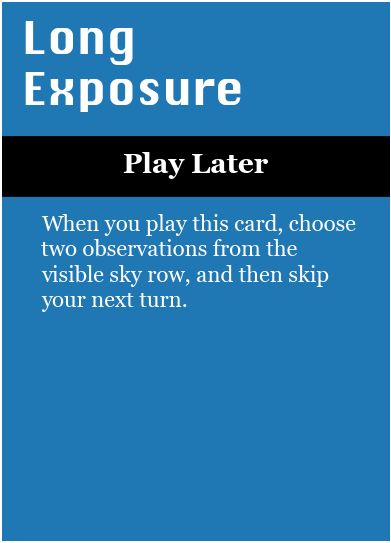 Long
Exposure
Play Later
When you play this card, choose
two observations from the
visible sky row, and then skip
your next turn.